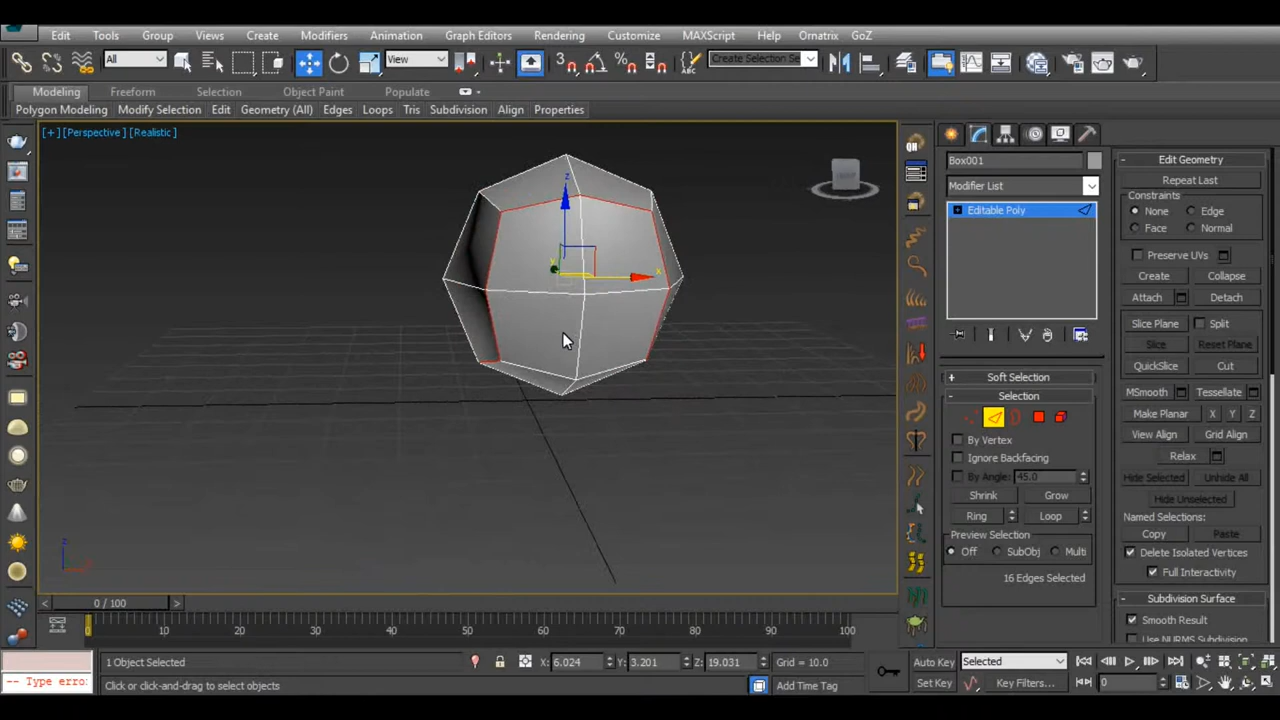 Edit Views Tools Group Create Modifiers Animation Graph Editors Rendering Customize MAXScript Help Ornatrix GoZ
All View 3 Create Selection Se
Modeling Freeform Selection Object Paint Populate
Polygon Modeling Modify Selection Edit Geometry (All) Edges Loops Tris Subdivision Align Properties
[+] [Perspective] [Realistic]
Box001
Modifier List
Editable Poly
Soft Selection
Selection
By Vertex
Ignore Backfacing
By Angle: 45.0
Shrink Grow
Ring Loop
Preview Selection
Off SubObj Multi
16 Edges Selected
Edit Geometry
Repeat Last
Constraints
None Edge
Face Normal
Preserve UVs
Create Collapse
Attach Detach
Slice Plane Split
Slice Reset Plane
QuickSlice Cut
MSmooth Tessellate
Make Planar X Y Z
View Align Grid Align
Relax
Hide Selected Unhide All
Hide Unselected
Named Selections:
Copy Paste
Delete Isolated Vertices
Full Interactivity
Subdivision Surface
Smooth Result
Use NURMS Subdivision
z
x
y
z
FRONT
< 0 / 100 >
0 10 20 30 40 50 60 70 80 90 100
1 Object Selected X: 6.024 Y: 3.201 Z: 19.031 Grid = 10.0 Auto Key Selected
-- Type erro: Click or click-and-drag to select objects Add Time Tag Set Key Key Filters... 0